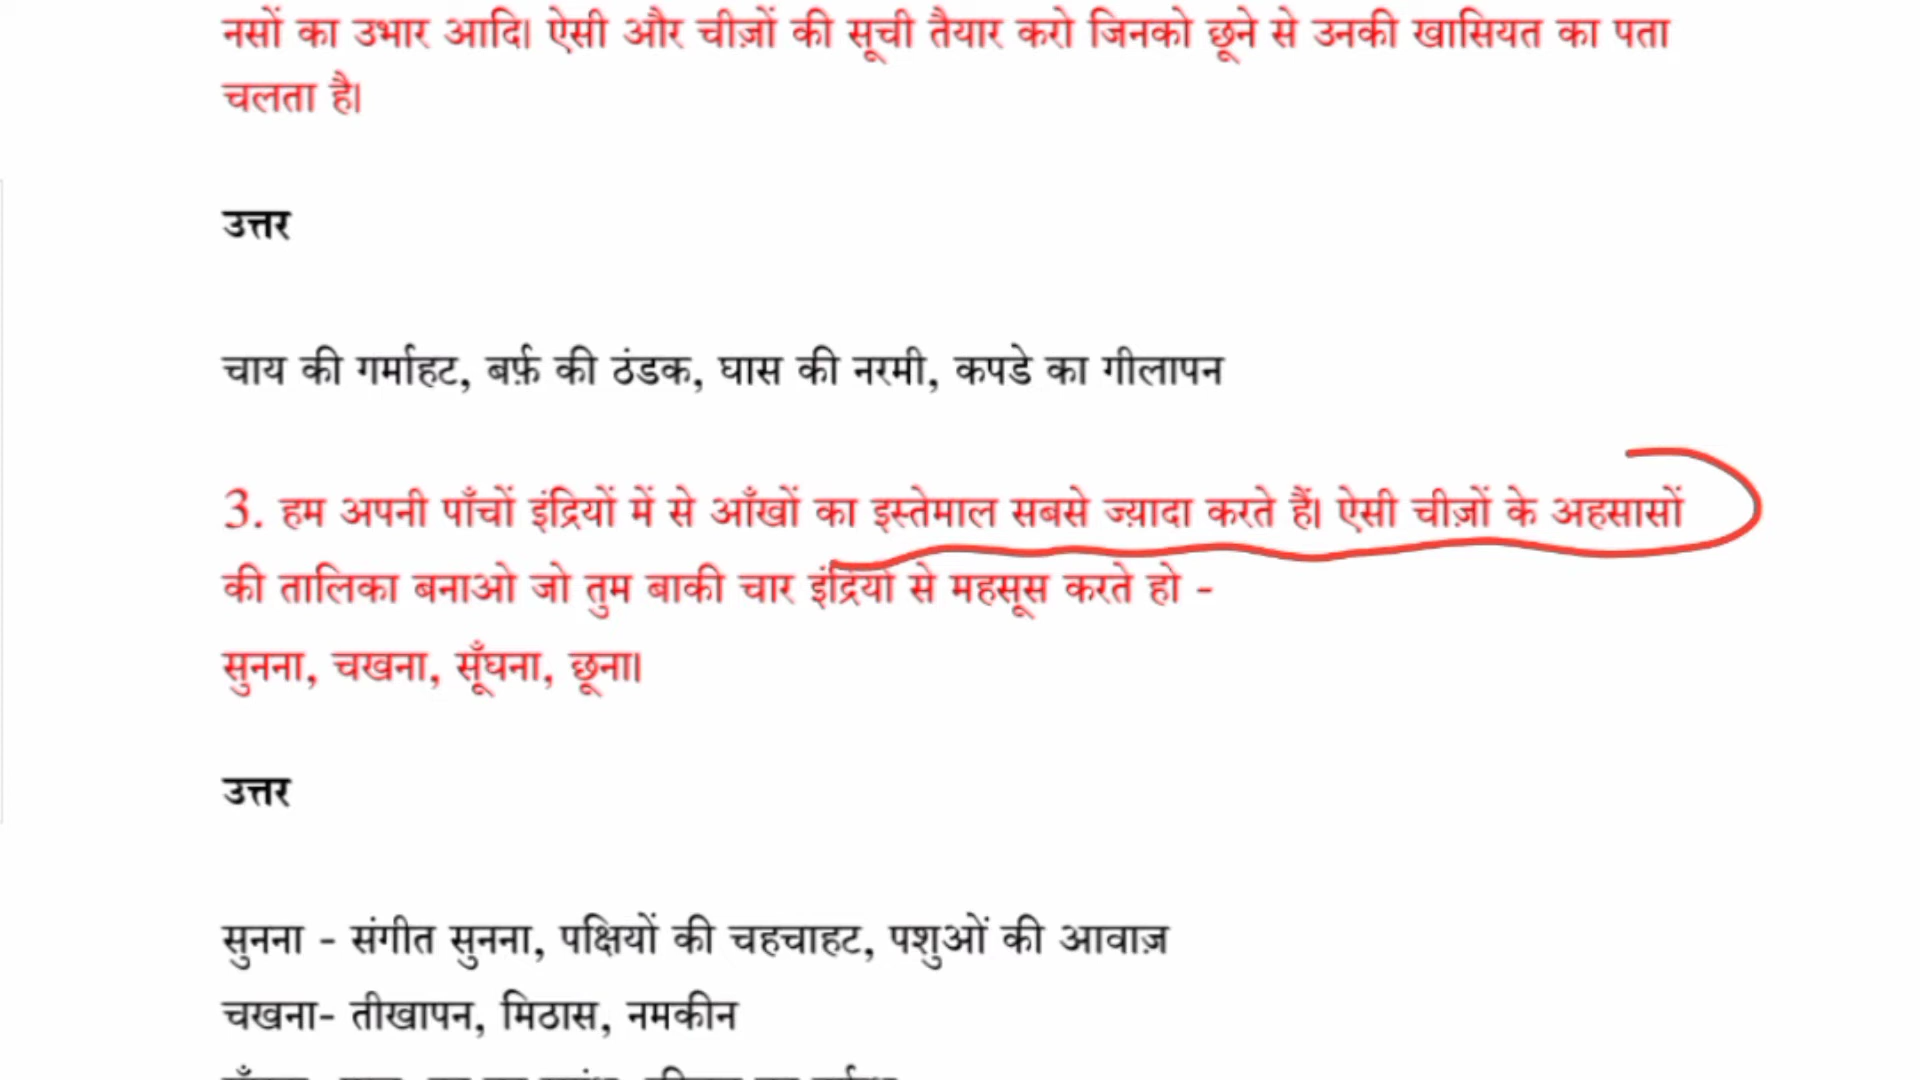 नसों का उभार आदि। ऐसी और चीज़ों की सूची तैयार करो जिनको छूने से उनकी खासियत का पता
चलता है।
उत्तर
चाय की गर्माहट, बर्फ़ की ठंडक, घास की नरमी, कपडे का गीलापन
3. हम अपनी पाँचों इंद्रियों में से आँखों का इस्तेमाल सबसे ज़्यादा करते हैं। ऐसी चीज़ों के अहसासों
की तालिका बनाओ जो तुम बाकी चार इंद्रियों से महसूस करते हो -
सुनना, चखना, सूँघना, छूना।
उत्तर
सुनना - संगीत सुनना, पक्षियों की चहचाहट, पशुओं की आवाज़
चखना- तीखापन, मिठास, नमकीन